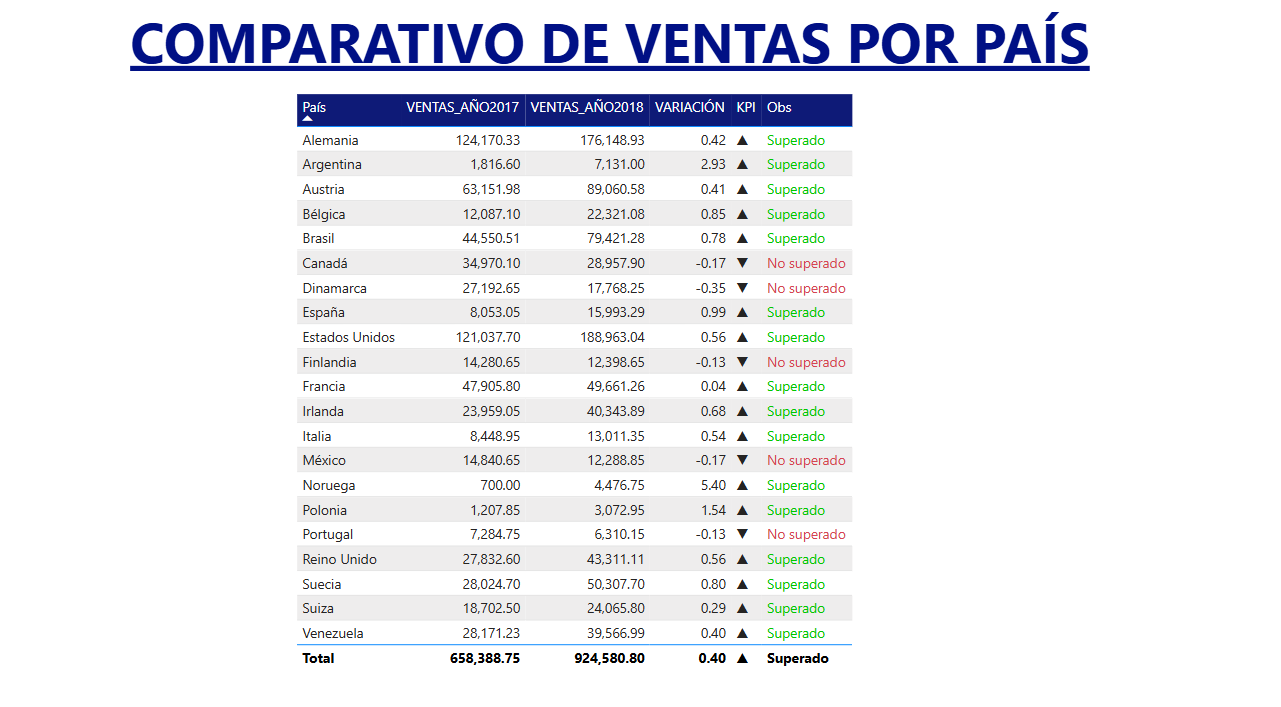 COMPARATIVO DE VENTAS POR PAÍS
País VENTAS_AÑO2017 VENTAS_AÑO2018 VARIACIÓN KPI Obs
Alemania 124,170.33 176,148.93 0.42 ▲ Superado
Argentina 1,816.60 7,131.00 2.93 ▲ Superado
Austria 63,151.98 89,060.58 0.41 ▲ Superado
Bélgica 12,087.10 22,321.08 0.85 ▲ Superado
Brasil 44,550.51 79,421.28 0.78 ▲ Superado
Canadá 34,970.10 28,957.90 -0.17 ▼ No superado
Dinamarca 27,192.65 17,768.25 -0.35 ▼ No superado
España 8,053.05 15,993.29 0.99 ▲ Superado
Estados Unidos 121,037.70 188,963.04 0.56 ▲ Superado
Finlandia 14,280.65 12,398.65 -0.13 ▼ No superado
Francia 47,905.80 49,661.26 0.04 ▲ Superado
Irlanda 23,959.05 40,343.89 0.68 ▲ Superado
Italia 8,448.95 13,011.35 0.54 ▲ Superado
México 14,840.65 12,288.85 -0.17 ▼ No superado
Noruega 700.00 4,476.75 5.40 ▲ Superado
Polonia 1,207.85 3,072.95 1.54 ▲ Superado
Portugal 7,284.75 6,310.15 -0.13 ▼ No superado
Reino Unido 27,832.60 43,311.11 0.56 ▲ Superado
Suecia 28,024.70 50,307.70 0.80 ▲ Superado
Suiza 18,702.50 24,065.80 0.29 ▲ Superado
Venezuela 28,171.23 39,566.99 0.40 ▲ Superado
Total 658,388.75 924,580.80 0.40 ▲ Superado